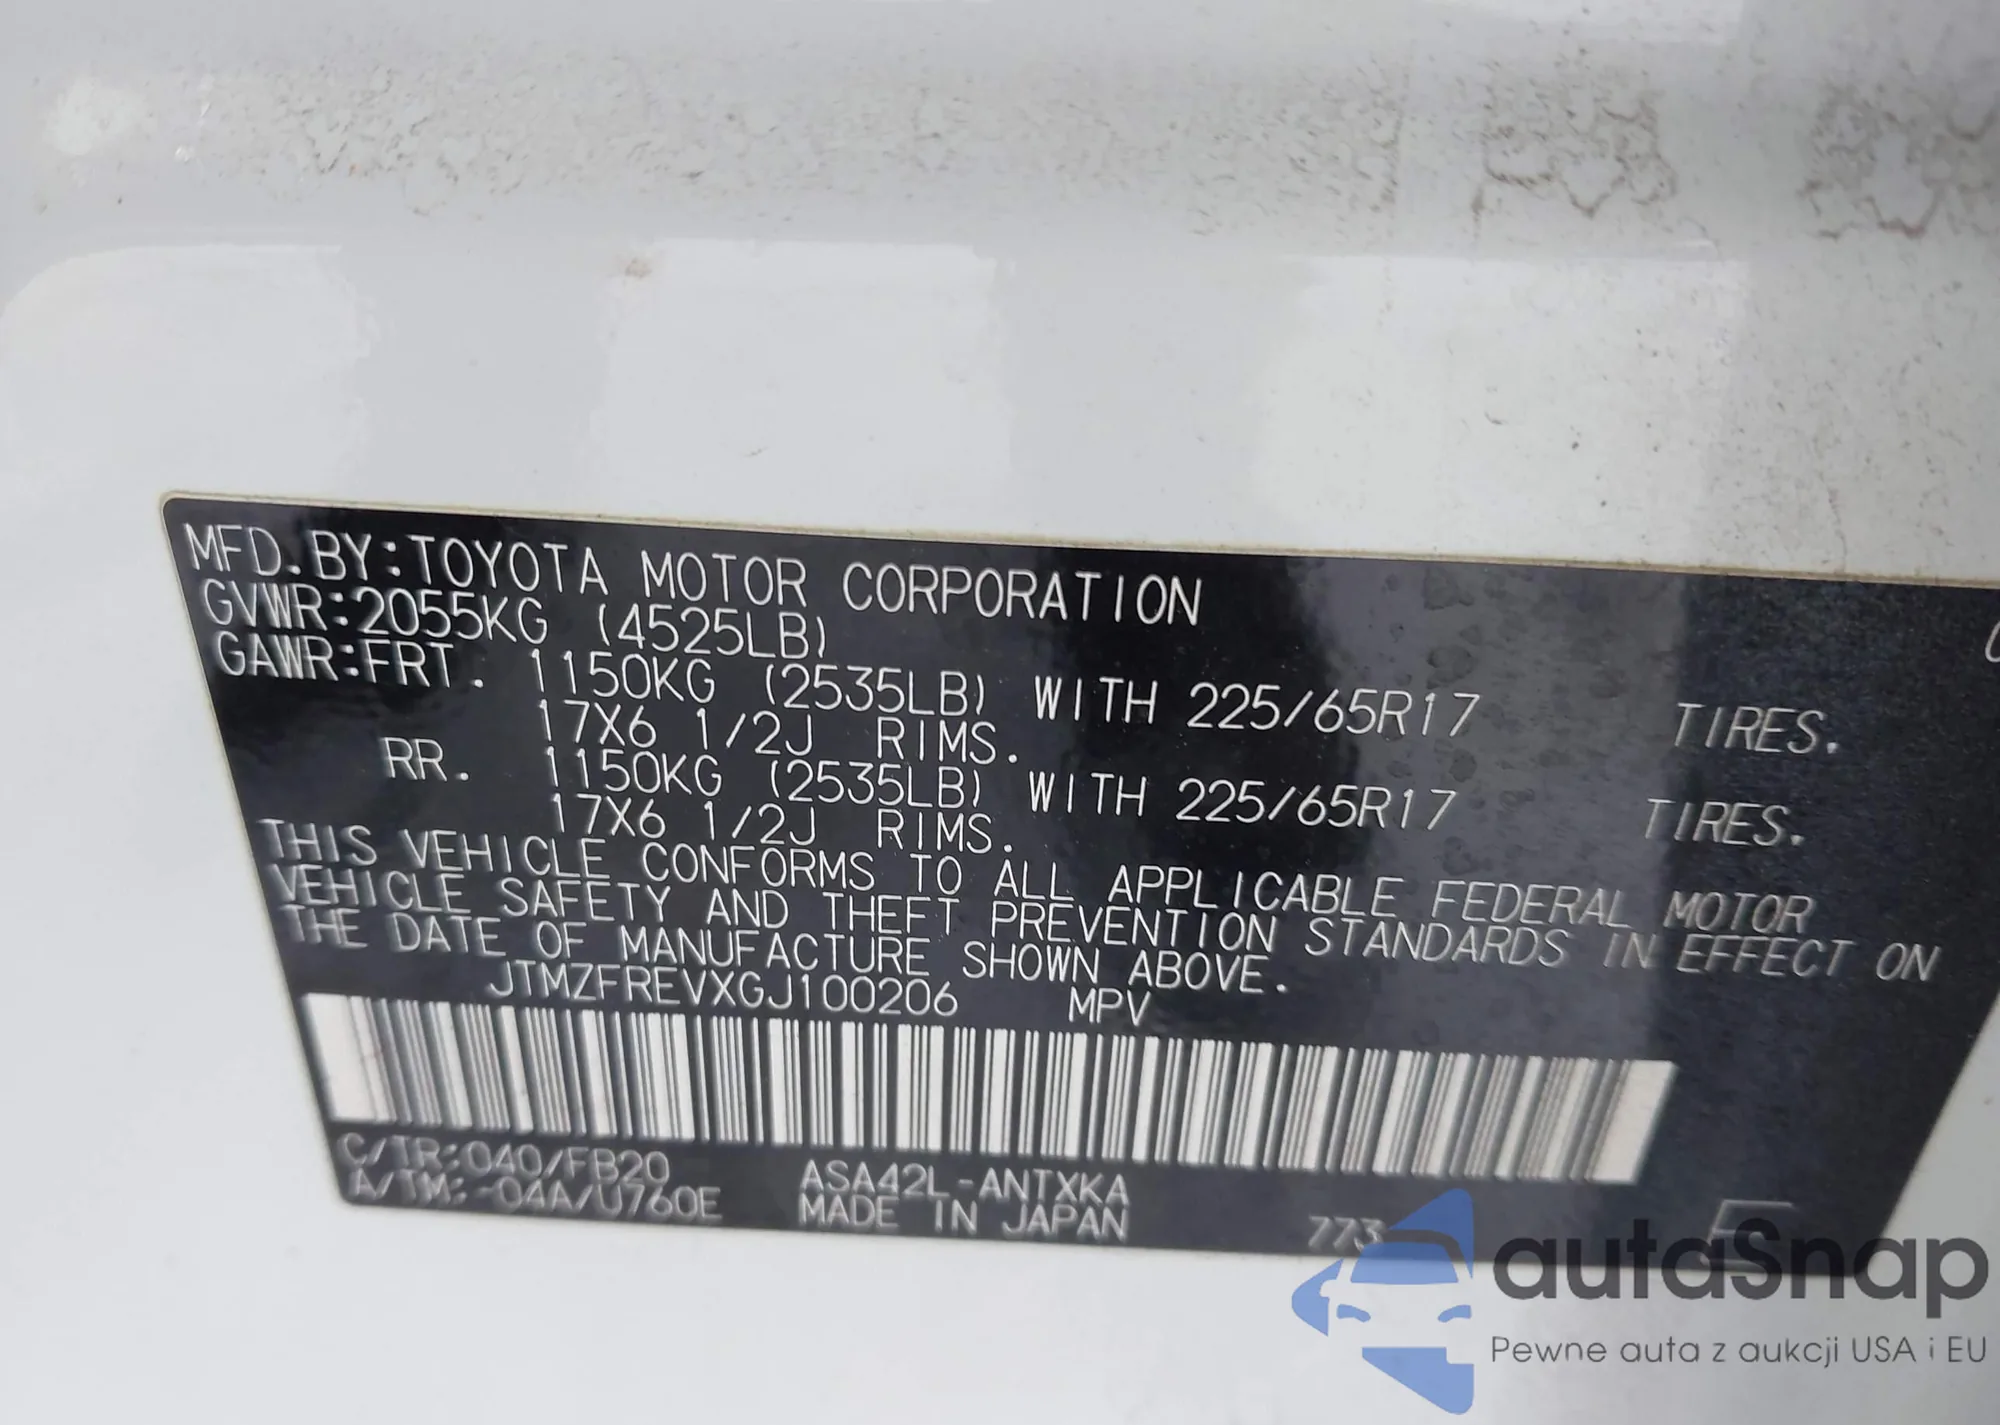 MFD. BY:TOYOTA MOTOR CORPORATION
GVWR:2055KG (4525LB)
GAWR:FRT. 1150KG (2535LB) WITH 225/65R17 TIRES.
17X6 1/2J RIMS.
RR. 1150KG (2535LB) WITH 225/65R17 TIRES.
17X6 1/2J RIMS.
THIS VEHICLE CONFORMS TO ALL APPLICABLE FEDERAL MOTOR
VEHICLE SAFETY AND THEFT PREVENTION STANDARDS IN EFFECT ON
THE DATE OF MANUFACTURE SHOWN ABOVE.
JTMZFREVXGJ100206 MPV
C/TR:040/FB20 ASA42L-ANTXKA
A/TM:-04A/U760E MADE IN JAPAN 773
autaSnap
Pewne auta z aukcji USA i EU